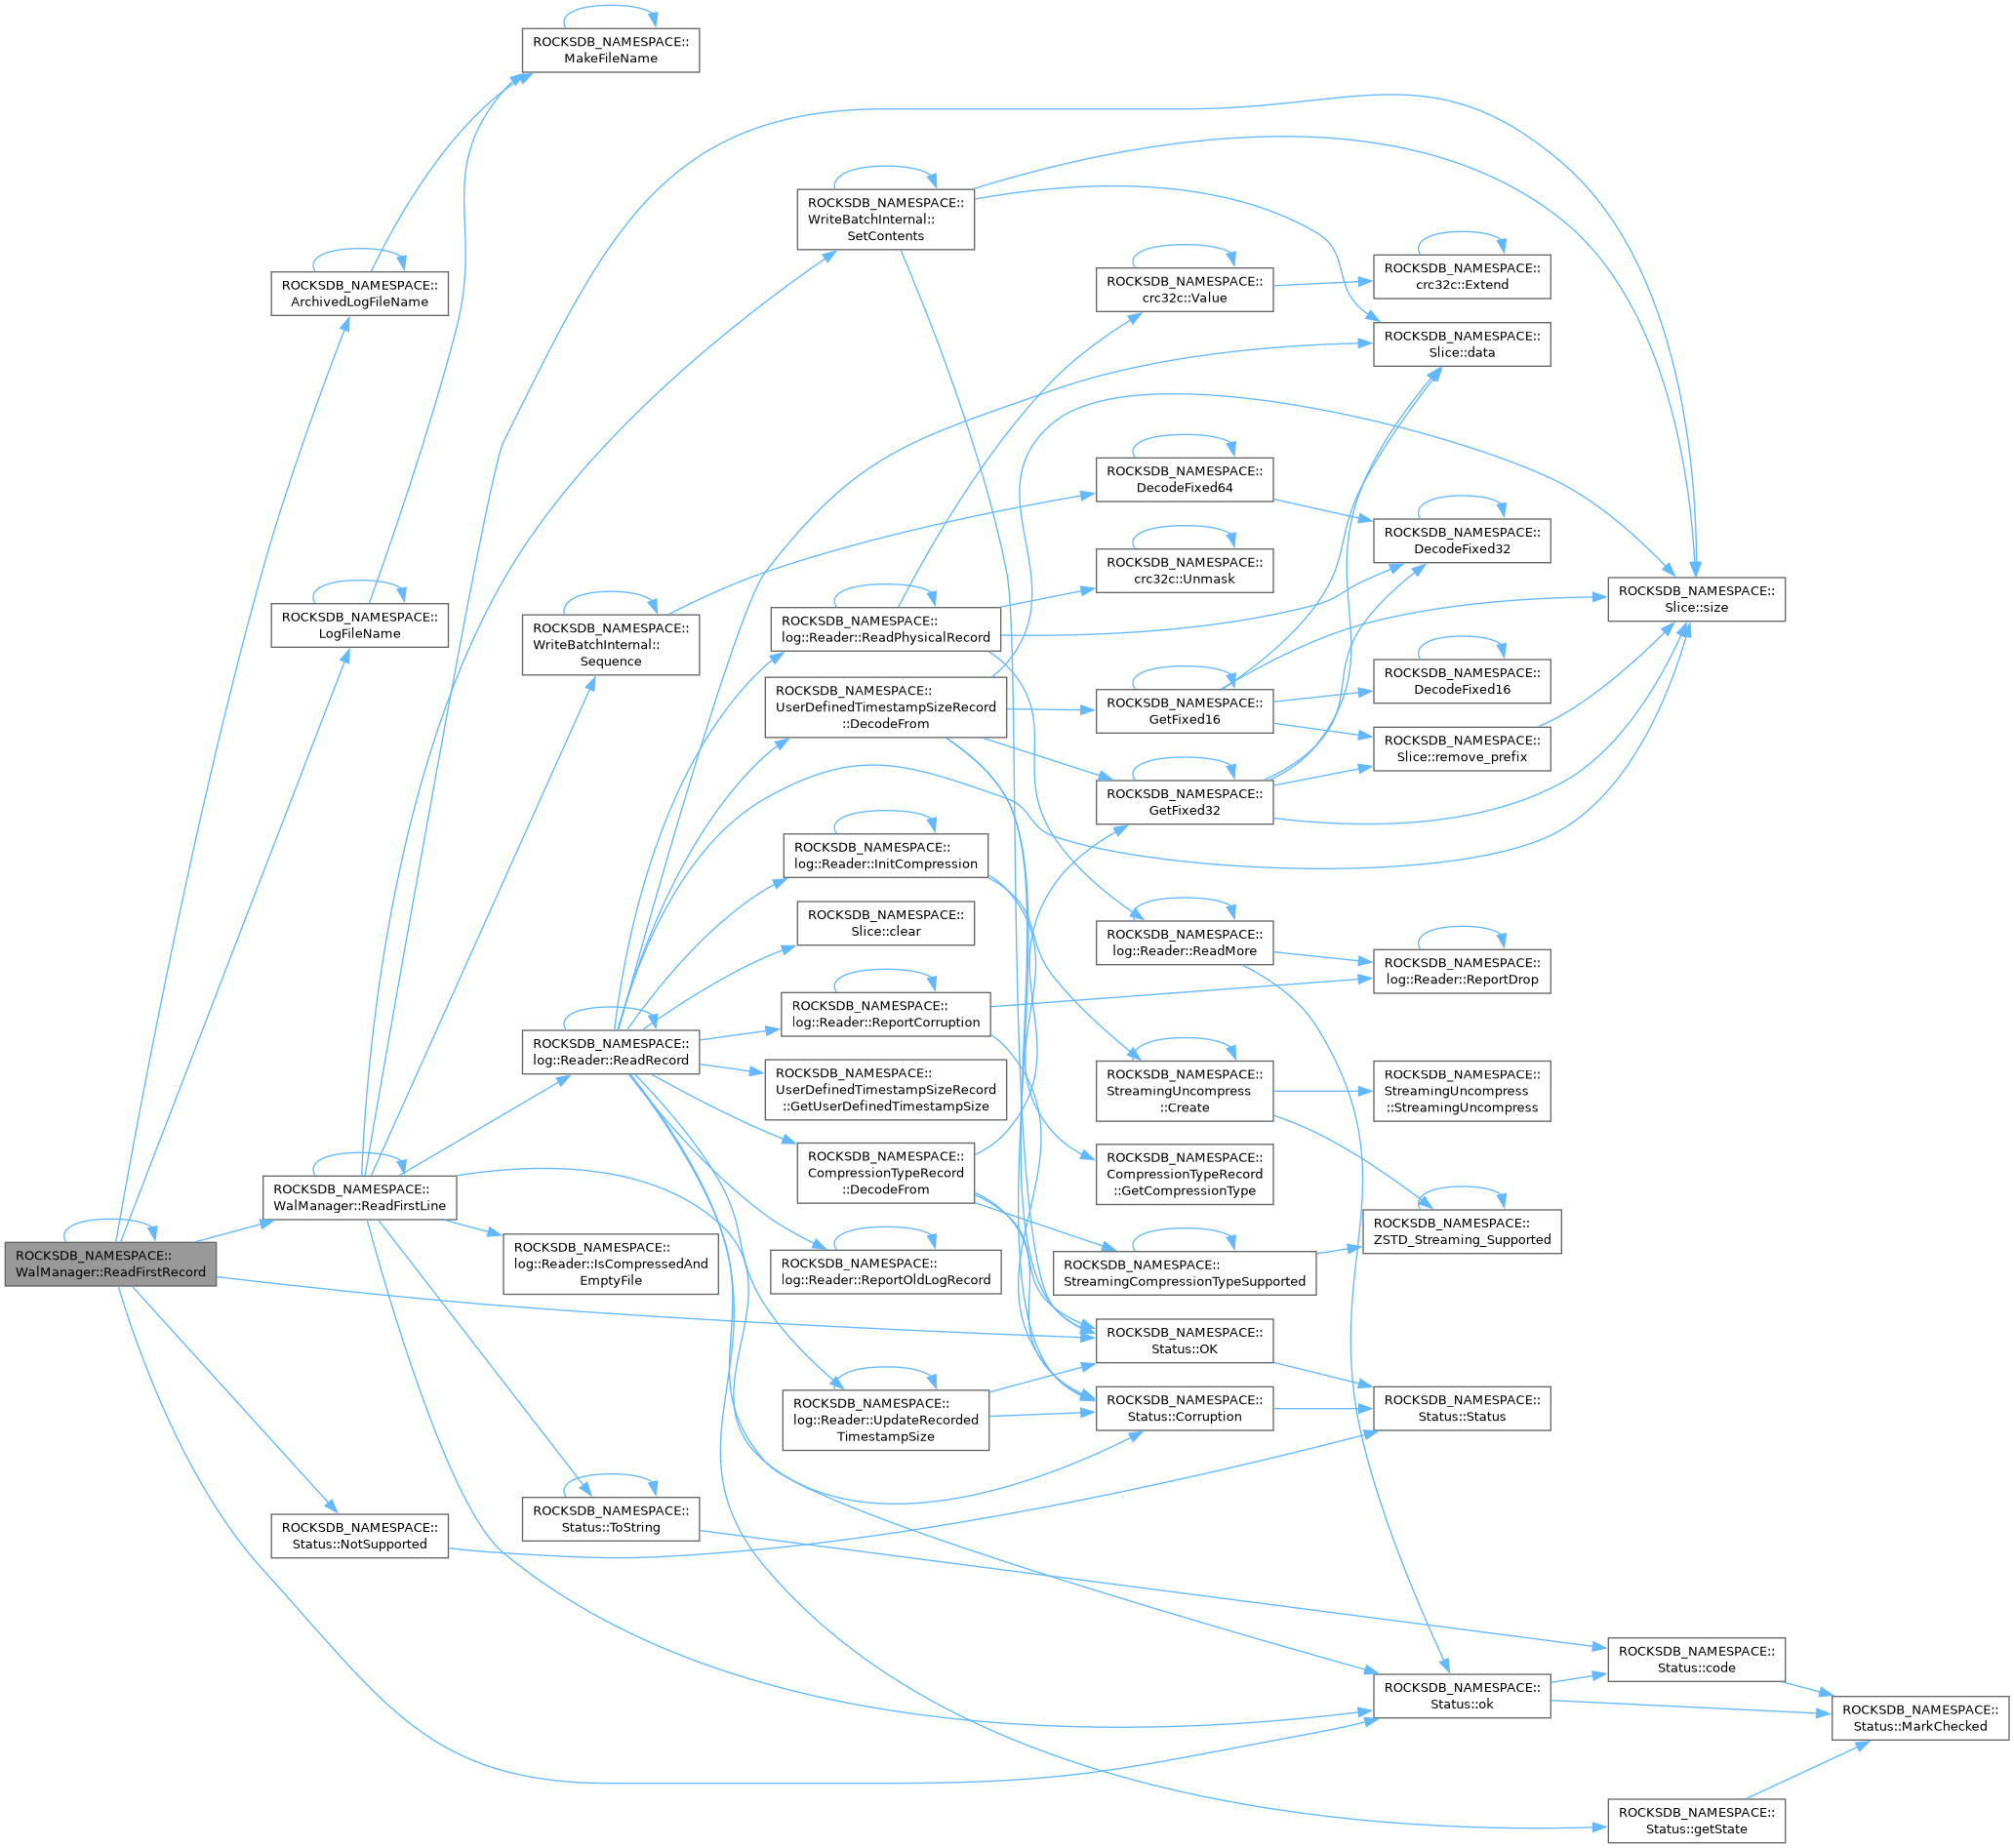 ROCKSDB_NAMESPACE::
MakeFileName
ROCKSDB_NAMESPACE::
WriteBatchInternal::
SetContents
ROCKSDB_NAMESPACE::
ArchivedLogFileName
ROCKSDB_NAMESPACE::
crc32c::Value
ROCKSDB_NAMESPACE::
crc32c::Extend
ROCKSDB_NAMESPACE::
Slice::data
ROCKSDB_NAMESPACE::
DecodeFixed64
ROCKSDB_NAMESPACE::
DecodeFixed32
ROCKSDB_NAMESPACE::
crc32c::Unmask
ROCKSDB_NAMESPACE::
Slice::size
ROCKSDB_NAMESPACE::
LogFileName
ROCKSDB_NAMESPACE::
WriteBatchInternal::
Sequence
ROCKSDB_NAMESPACE::
log::Reader::ReadPhysicalRecord
ROCKSDB_NAMESPACE::
DecodeFixed16
ROCKSDB_NAMESPACE::
UserDefinedTimestampSizeRecord
::DecodeFrom
ROCKSDB_NAMESPACE::
GetFixed16
ROCKSDB_NAMESPACE::
Slice::remove_prefix
ROCKSDB_NAMESPACE::
GetFixed32
ROCKSDB_NAMESPACE::
log::Reader::InitCompression
ROCKSDB_NAMESPACE::
Slice::clear
ROCKSDB_NAMESPACE::
log::Reader::ReadMore
ROCKSDB_NAMESPACE::
log::Reader::ReportDrop
ROCKSDB_NAMESPACE::
log::Reader::ReportCorruption
ROCKSDB_NAMESPACE::
log::Reader::ReadRecord
ROCKSDB_NAMESPACE::
UserDefinedTimestampSizeRecord
::GetUserDefinedTimestampSize
ROCKSDB_NAMESPACE::
StreamingUncompress
::Create
ROCKSDB_NAMESPACE::
StreamingUncompress
::StreamingUncompress
ROCKSDB_NAMESPACE::
CompressionTypeRecord
::DecodeFrom
ROCKSDB_NAMESPACE::
CompressionTypeRecord
::GetCompressionType
ROCKSDB_NAMESPACE::
WalManager::ReadFirstLine
ROCKSDB_NAMESPACE::
ZSTD_Streaming_Supported
ROCKSDB_NAMESPACE::
WalManager::ReadFirstRecord
ROCKSDB_NAMESPACE::
log::Reader::IsCompressedAnd
EmptyFile
ROCKSDB_NAMESPACE::
log::Reader::ReportOldLogRecord
ROCKSDB_NAMESPACE::
StreamingCompressionTypeSupported
ROCKSDB_NAMESPACE::
Status::OK
ROCKSDB_NAMESPACE::
log::Reader::UpdateRecorded
TimestampSize
ROCKSDB_NAMESPACE::
Status::Corruption
ROCKSDB_NAMESPACE::
Status::Status
ROCKSDB_NAMESPACE::
Status::NotSupported
ROCKSDB_NAMESPACE::
Status::ToString
ROCKSDB_NAMESPACE::
Status::code
ROCKSDB_NAMESPACE::
Status::ok
ROCKSDB_NAMESPACE::
Status::MarkChecked
ROCKSDB_NAMESPACE::
Status::getState